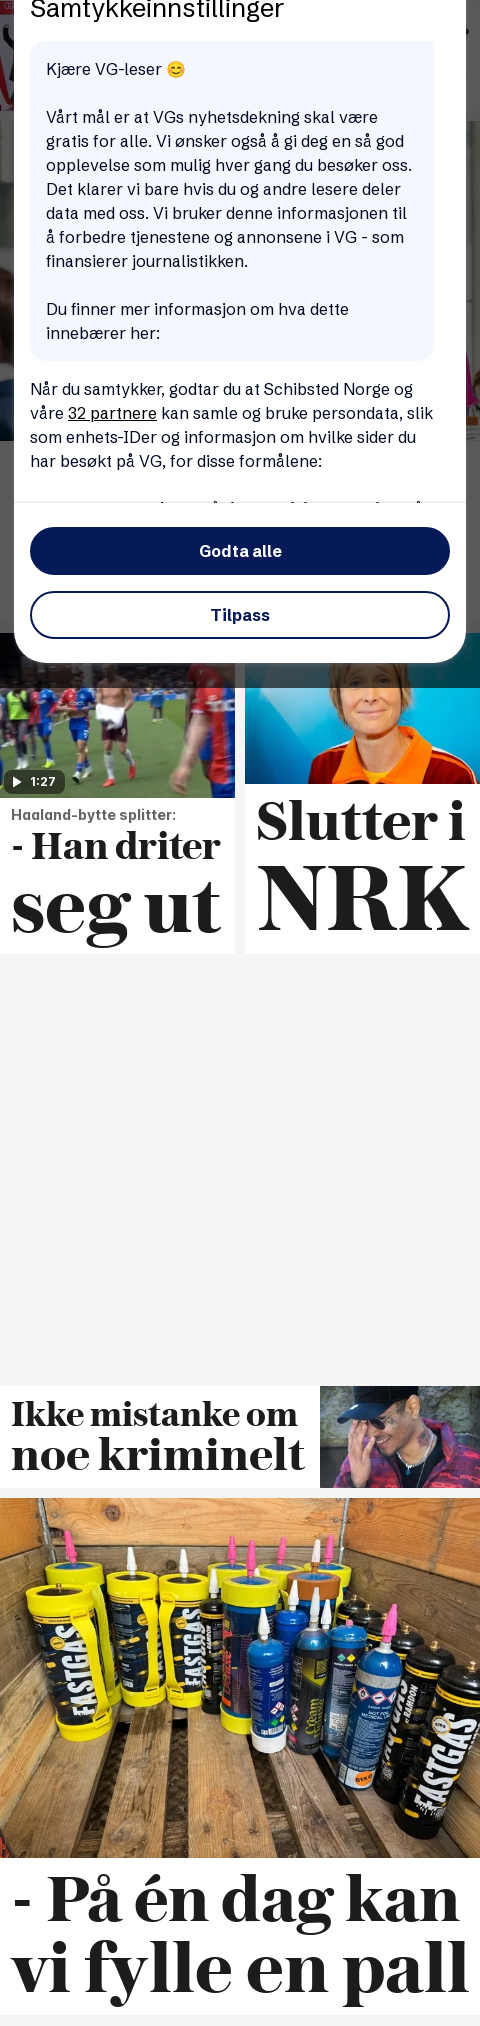 Samtykkeinnstillinger
Kjære VG-leser 😊
Vårt mål er at VGs nyhetsdekning skal være
gratis for alle. Vi ønsker også å gi deg en så god
opplevelse som mulig hver gang du besøker oss.
Det klarer vi bare hvis du og andre lesere deler
data med oss. Vi bruker denne informasjonen til
å forbedre tjenestene og annonsene i VG - som
finansierer journalistikken.
Du finner mer informasjon om hva dette
innebærer her:
Når du samtykker, godtar du at Schibsted Norge og
våre 32 partnere kan samle og bruke persondata, slik
som enhets-IDer og informasjon om hvilke sider du
har besøkt på VG, for disse formålene:
Godta alle
Tilpass
1:27
Haaland-bytte splitter:
- Han driter
seg ut
Slutter i
NRK
Ikke mistanke om
noe kriminelt
FASTGAS
FASTGAS
FASTGAS
FASTGAS
- På én dag kan
vi fylle en pall